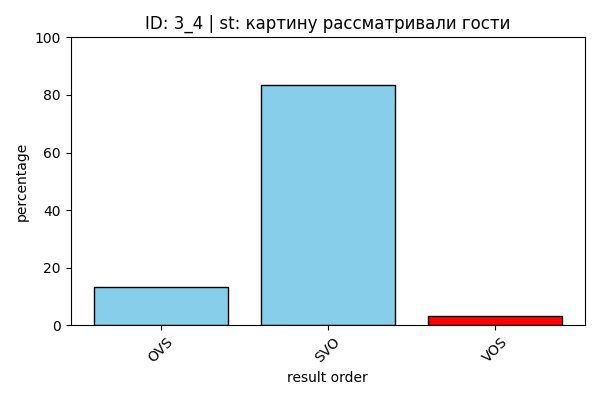 ID: 3_4 | st: картину рассматривали гости
percentage
100
80
60
40
20
0
OVS
SVO
VOS
result order